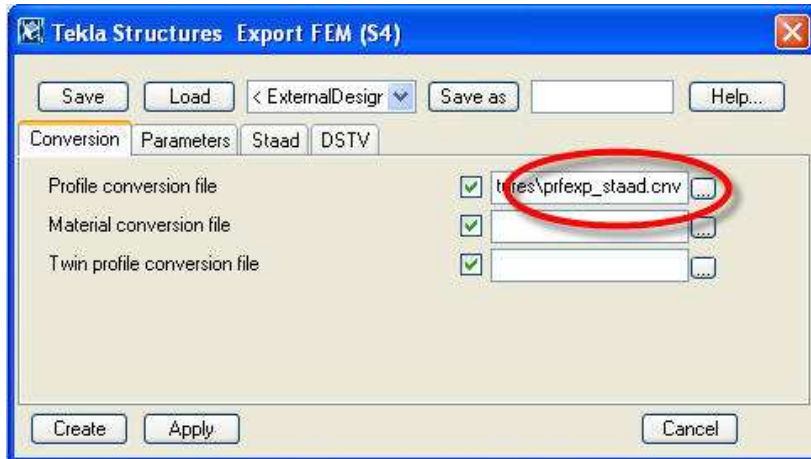 Tekla Structures Export FEM (S4)
Save Load < ExternalDesigr Save as Help...
Conversion Parameters Staad DSTV
Profile conversion file tures\prfexp_staad.cnv ...
Material conversion file ...
Twin profile conversion file ...
Create Apply Cancel